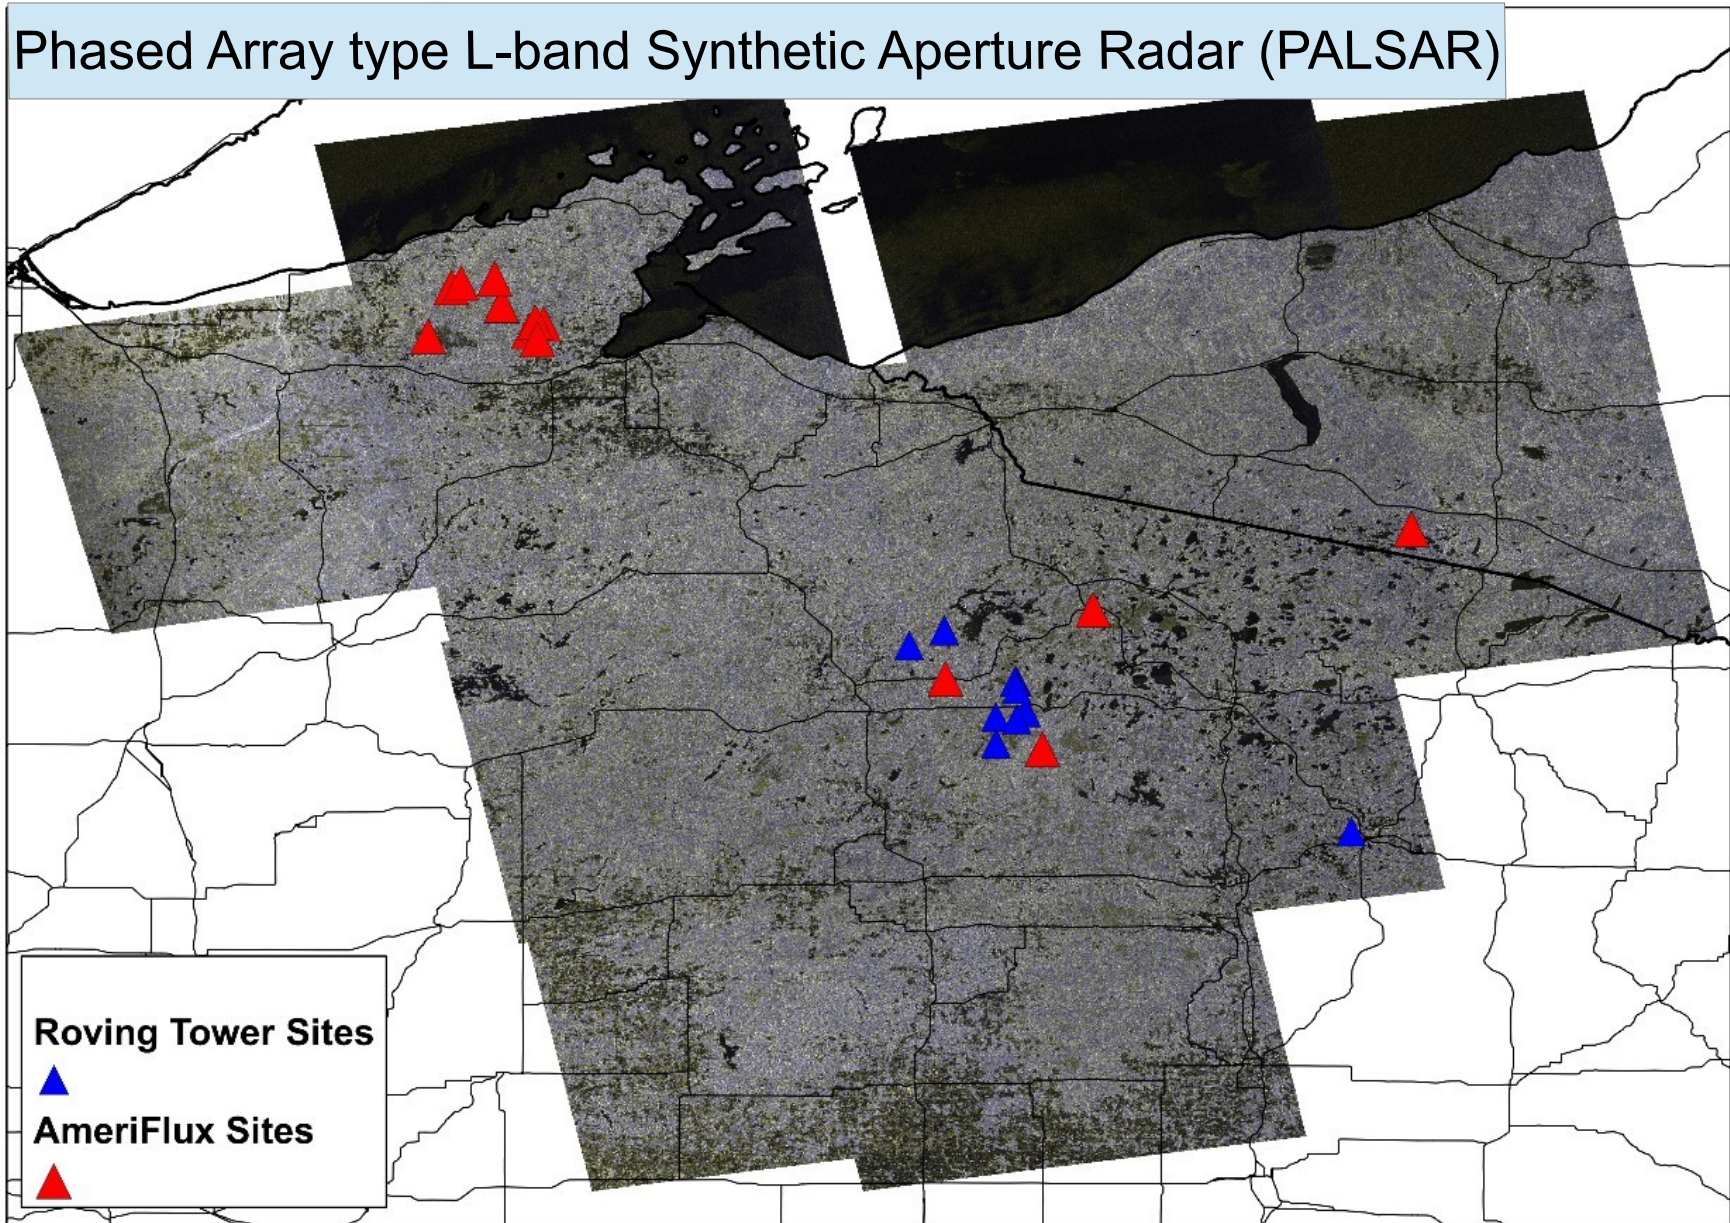 Phased Array type L-band Synthetic Aperture Radar (PALSAR)
Roving Tower Sites
AmeriFlux Sites